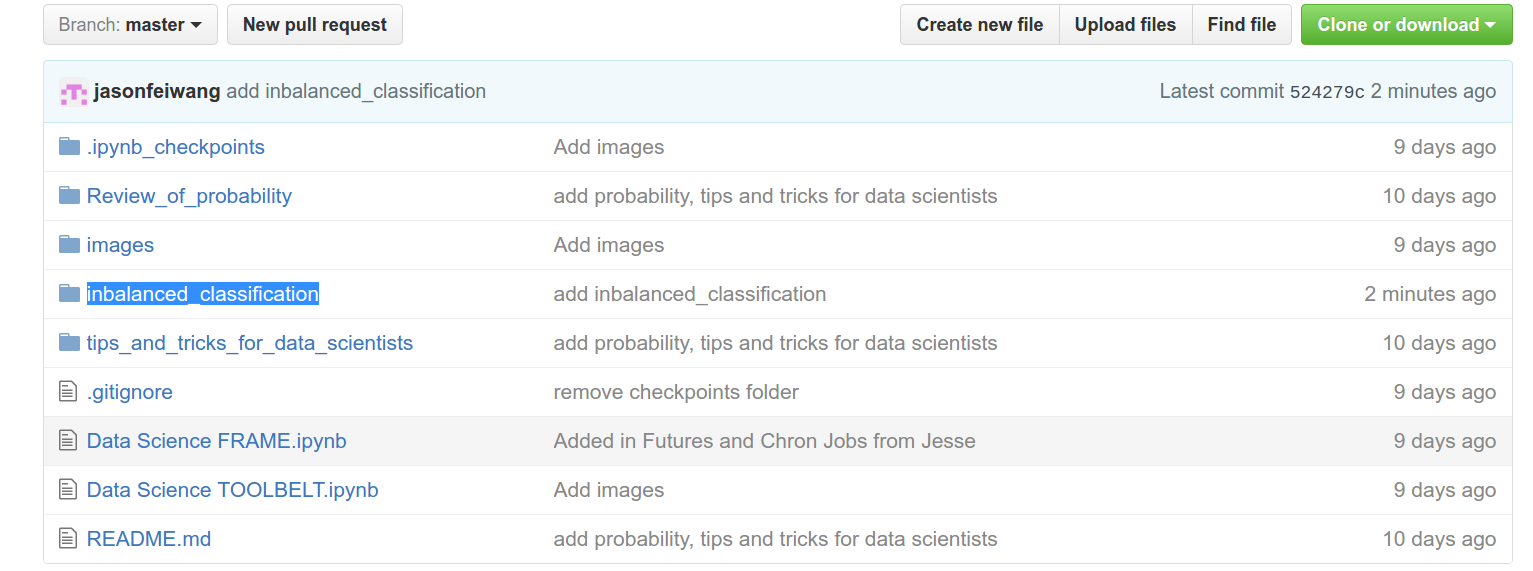 Branch: master New pull request Create new file Upload files Find file Clone or download
jasonfeiwang add inbalanced_classification Latest commit 524279c 2 minutes ago
.ipynb_checkpoints Add images 9 days ago
Review_of_probability add probability, tips and tricks for data scientists 10 days ago
images Add images 9 days ago
inbalanced_classification add inbalanced_classification 2 minutes ago
tips_and_tricks_for_data_scientists add probability, tips and tricks for data scientists 10 days ago
.gitignore remove checkpoints folder 9 days ago
Data Science FRAME.ipynb Added in Futures and Chron Jobs from Jesse 9 days ago
Data Science TOOLBELT.ipynb Add images 9 days ago
README.md add probability, tips and tricks for data scientists 10 days ago